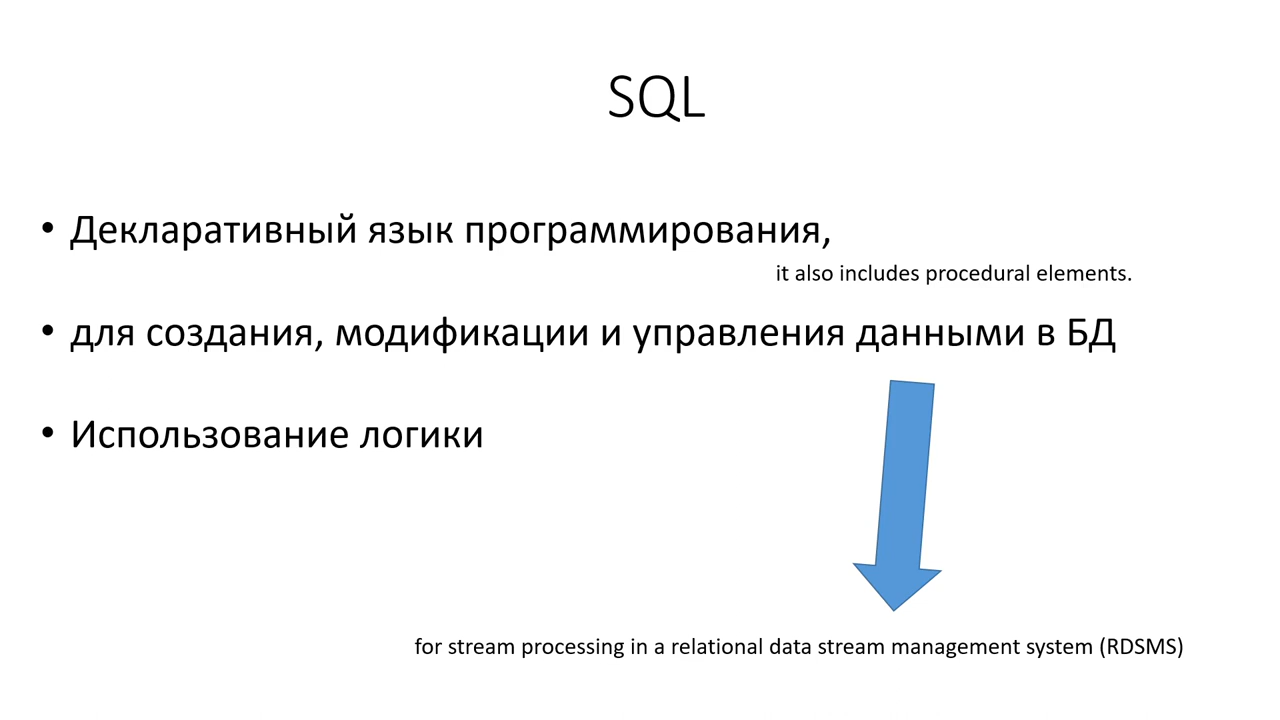 SQL
• Декларативный язык программирования,
it also includes procedural elements.
• для создания, модификации и управления данными в БД
• Использование логики
for stream processing in a relational data stream management system (RDSMS)